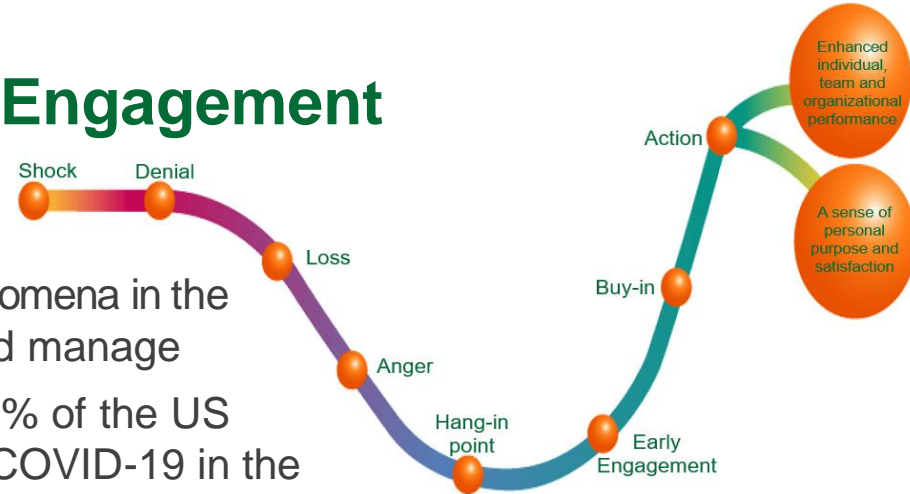 Engagement
Shock
Denial
Loss
Anger
Hang-in
point
Early
Engagement
Buy-in
Action
Enhanced
individual,
team and
organizational
performance
A sense of
personal
purpose and
satisfaction
omena in the
d manage
% of the US
COVID-19 in the